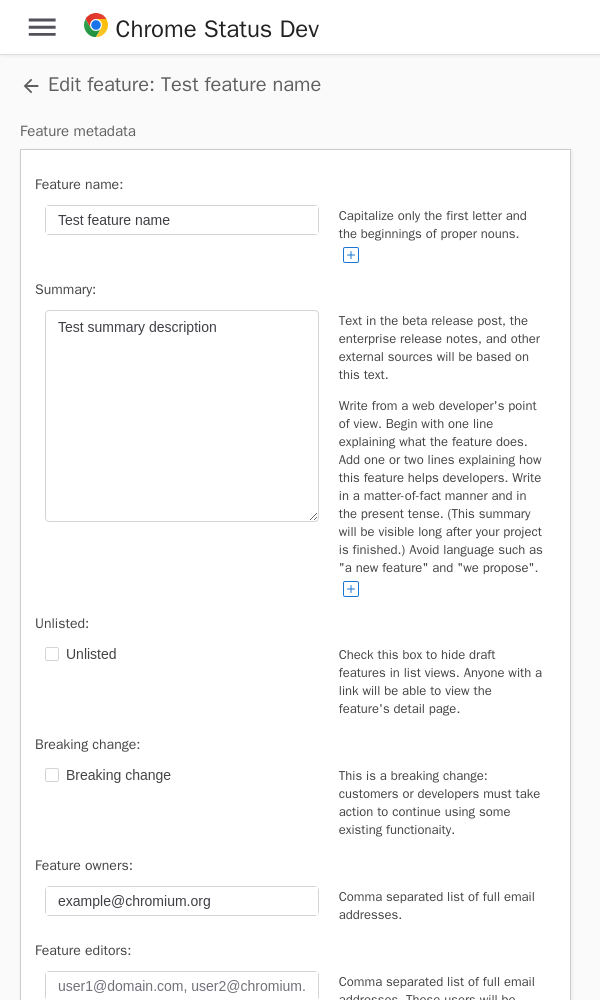 Chrome Status Dev
Edit feature: Test feature name
Feature metadata
Feature name:
Test feature name
Capitalize only the first letter and
the beginnings of proper nouns.
Summary:
Test summary description
Text in the beta release post, the
enterprise release notes, and other
external sources will be based on
this text.
Write from a web developer's point
of view. Begin with one line
explaining what the feature does.
Add one or two lines explaining how
this feature helps developers. Write
in a matter-of-fact manner and in
the present tense. (This summary
will be visible long after your project
is finished.) Avoid language such as
"a new feature" and "we propose".
Unlisted:
Unlisted
Check this box to hide draft
features in list views. Anyone with a
link will be able to view the
feature's detail page.
Breaking change:
Breaking change
This is a breaking change:
customers or developers must take
action to continue using some
existing functionaity.
Feature owners:
example@chromium.org
Comma separated list of full email
addresses.
Feature editors:
user1@domain.com, user2@chromium.
Comma separated list of full email
addresses. These users will be